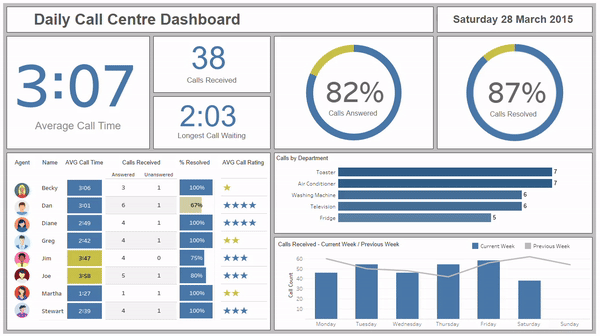 Daily Call Centre Dashboard
Saturday 28 March 2015
3:07
Average Call Time
38
Calls Received
2:03
Longest Call Waiting
82%
Calls Answered
87%
Calls Resolved
Agent Name AVG Call Time Calls Received % Resolved AVG Call Rating
Answered Unanswered
Becky 3:06 3 1 100%
Dan 3:01 6 1 67%
Diane 2:49 4 1 100%
Greg 2:42 4 1 100%
Jim 3:47 4 0 75%
Joe 3:58 5 1 80%
Martha 1:27 1 1 100%
Stewart 2:39 4 1 100%
Calls by Department
Toaster 7
Air Conditioner 7
Washing Machine 6
Television 6
Fridge 5
Calls Received - Current Week / Previous Week
Current Week Previous Week
Cell Count
60
50
40
30
20
10
0
Monday Tuesday Wednesday Thursday Friday Saturday Sunday